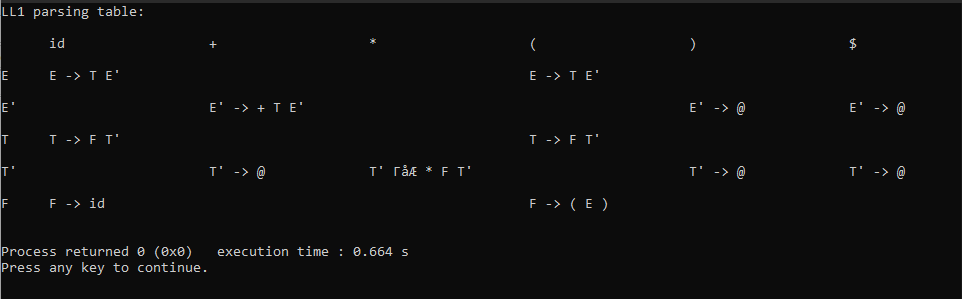 LL1 parsing table:
id + * ( ) $
E E -> T E' E -> T E'
E' E' -> + T E' E' -> @ E' -> @
T T -> F T' T -> F T'
T' T' -> @ T' ΓåÆ * F T' T' -> @ T' -> @
F F -> id F -> ( E )
Process returned 0 (0x0) execution time : 0.664 s
Press any key to continue.